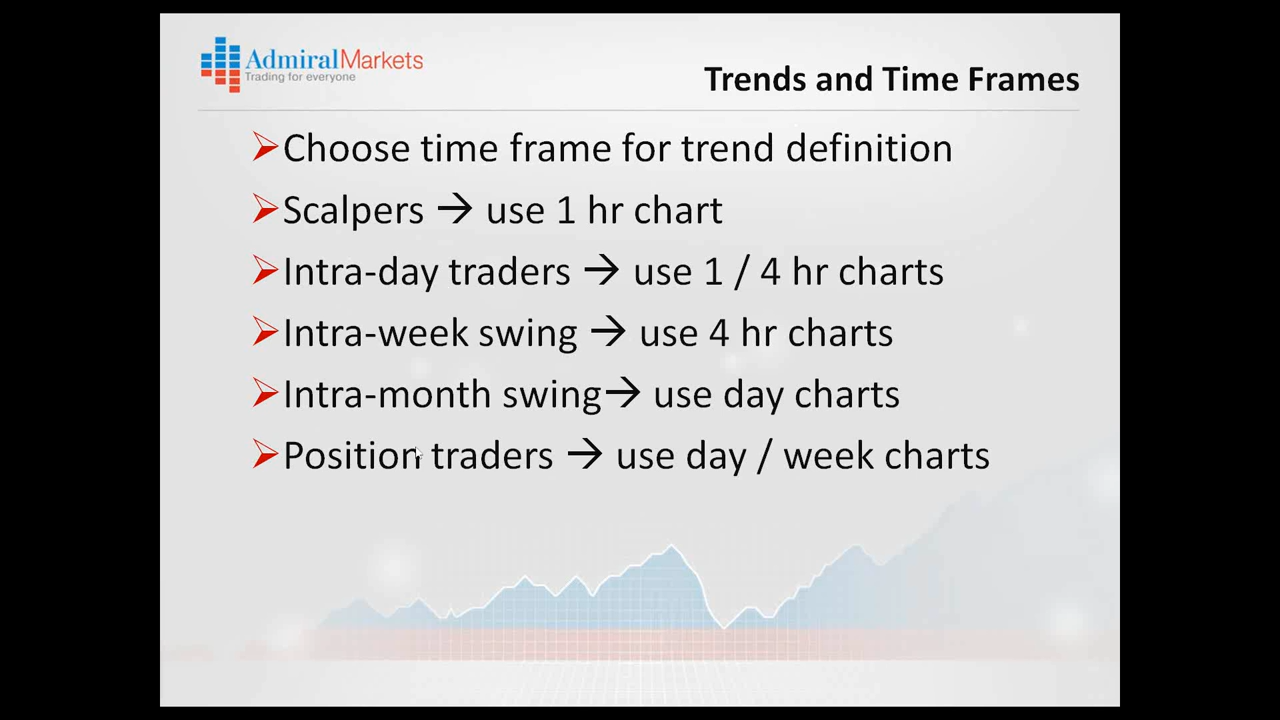 AdmiralMarkets
Trading for everyone
Trends and Time Frames
➢Choose time frame for trend definition
➢Scalpers → use 1 hr chart
➢Intra-day traders → use 1 / 4 hr charts
➢Intra-week swing → use 4 hr charts
➢Intra-month swing→ use day charts
➢Position traders → use day / week charts